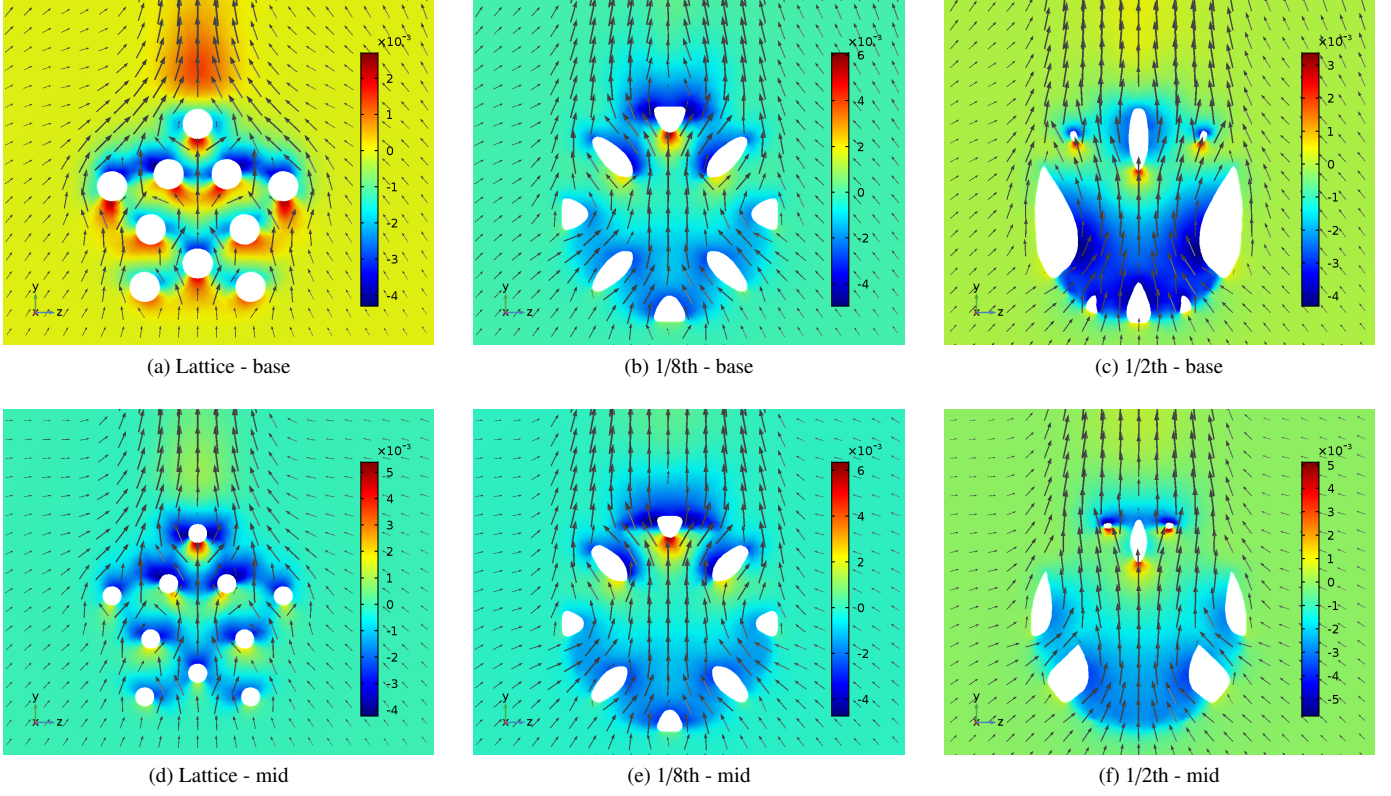 ×10⁻³
2
1
0
-1
-2
-3
-4
y
x
z
(a) Lattice - base
×10⁻³
6
4
2
0
-2
-4
y
x
z
(b) 1/8th - base
×10⁻³
3
2
1
0
-1
-2
-3
-4
y
x
z
(c) 1/2th - base
×10⁻³
5
4
3
2
1
0
-1
-2
-3
-4
y
x
z
(d) Lattice - mid
×10⁻³
6
4
2
0
-2
-4
y
x
z
(e) 1/8th - mid
×10⁻³
5
4
3
2
1
0
-1
-2
-3
-4
-5
y
x
z
(f) 1/2th - mid